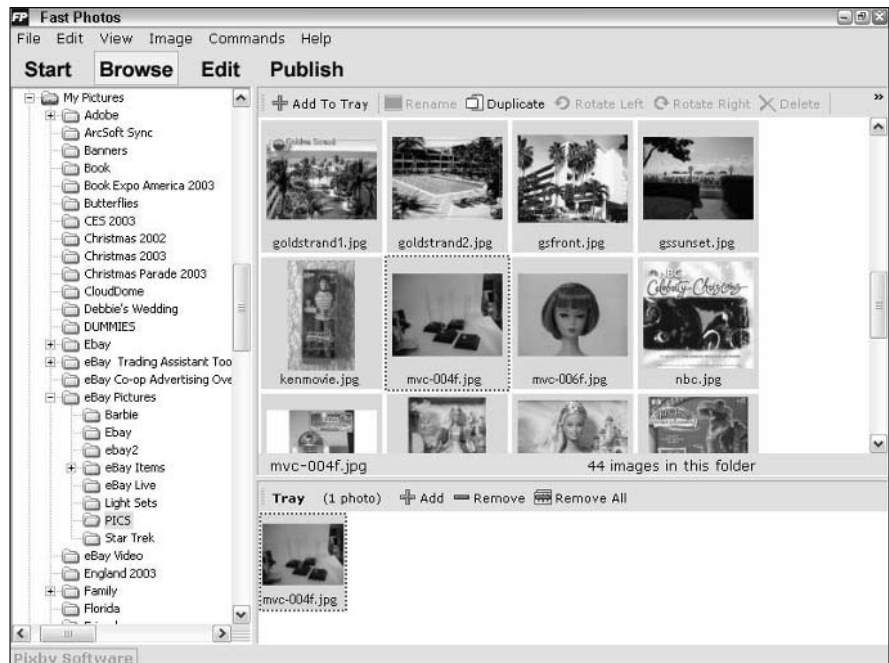 FP Fast Photos
File Edit View Image Commands Help
Start Browse Edit Publish
My Pictures
Adobe
ArcSoft Sync
Banners
Book
Book Expo America 2003
Butterflies
CES 2003
Christmas 2002
Christmas 2003
Christmas Parade 2003
CloudDome
Debbie's Wedding
DUMMIES
Ebay
eBay Trading Assistant Too
eBay Co-op Advertising Ove
eBay Pictures
Barbie
Ebay
ebay2
eBay Items
eBay Live
Light Sets
PICS
Star Trek
eBay Video
England 2003
Family
Florida
Add To Tray Rename Duplicate Rotate Left Rotate Right Delete »
goldstrand1.jpg goldstrand2.jpg gsfront.jpg gssunset.jpg
NBC
Celebrity Christmas
kenmovie.jpg mvc-004f.jpg mvc-006f.jpg nbc.jpg
mvc-004f.jpg 44 images in this folder
Tray (1 photo) Add Remove Remove All
mvc-004f.jpg
Pixby Software